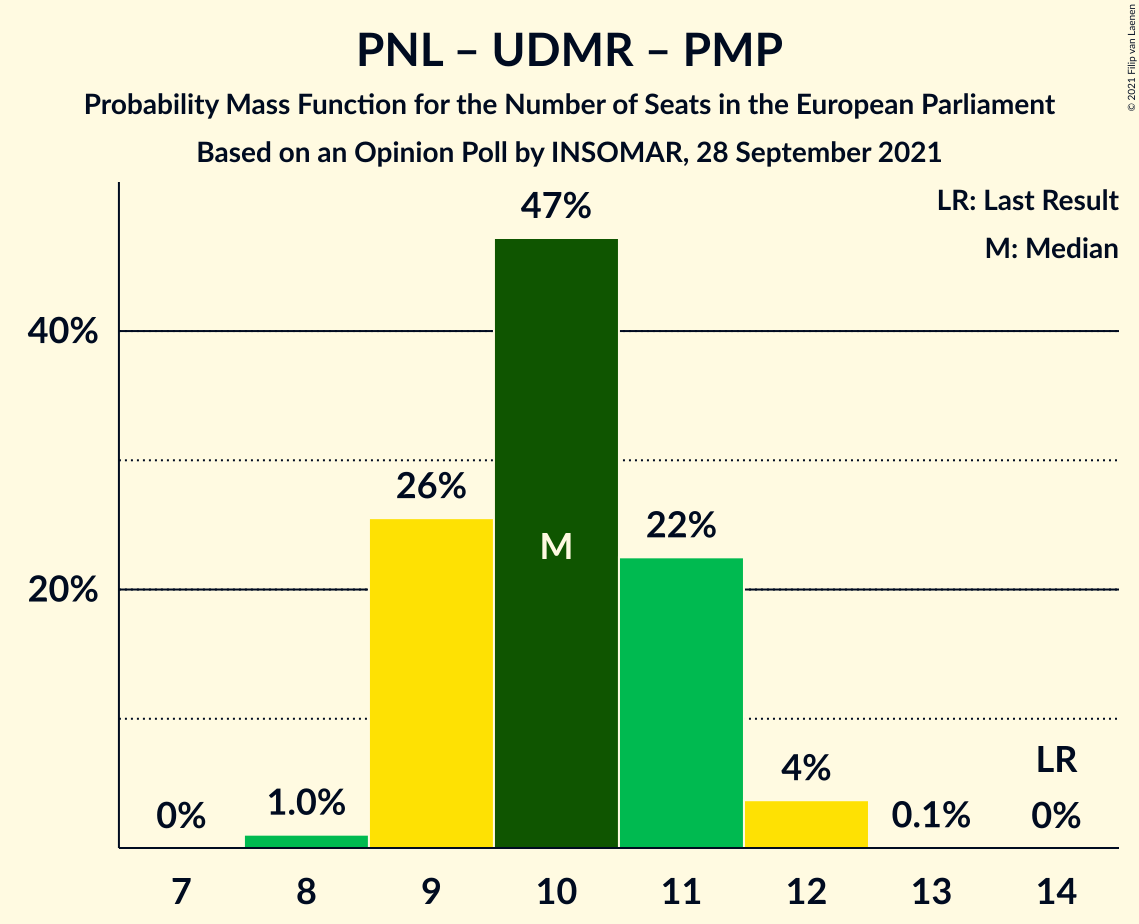 PNL – UDMR – PMP
Probability Mass Function for the Number of Seats in the European Parliament
Based on an Opinion Poll by INSOMAR, 28 September 2021
© 2021 Filip van Laenen
LR: Last Result
M: Median
47%
40%
26%
22%
M
20%
LR
4%
1.0%
0%
0.1%
0%
7 8 9 10 11 12 13 14